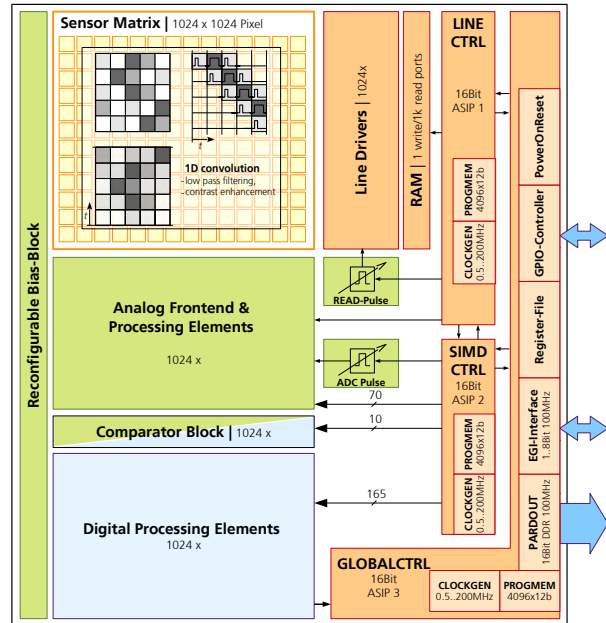 Sensor Matrix | 1024 x 1024 Pixel
t
t
1D convolution
- low pass filtering,
- contrast enhancement
Reconfigurable Bias-Block
Line Drivers | 1024x
RAM | 1 write/1k read ports
LINE
CTRL
16Bit
ASIP 1
PROGMEM
4096x12b
CLOCKGEN
0.5..200MHz
PowerOnReset
GPIO-Controller
Register-File
EGI-Interface
1..8Bit 100MHz
PARDOUT
16Bit DDR 100MHz
READ-Pulse
Analog Frontend &
Processing Elements
1024 x
ADC Pulse
SIMD
CTRL
16Bit
ASIP 2
PROGMEM
4096x12b
CLOCKGEN
0.5..200MHz
70
10
Comparator Block | 1024 x
165
Digital Processing Elements
1024 x
GLOBALCTRL
16Bit
ASIP 3
CLOCKGEN
0.5..200MHz
PROGMEM
4096x12b